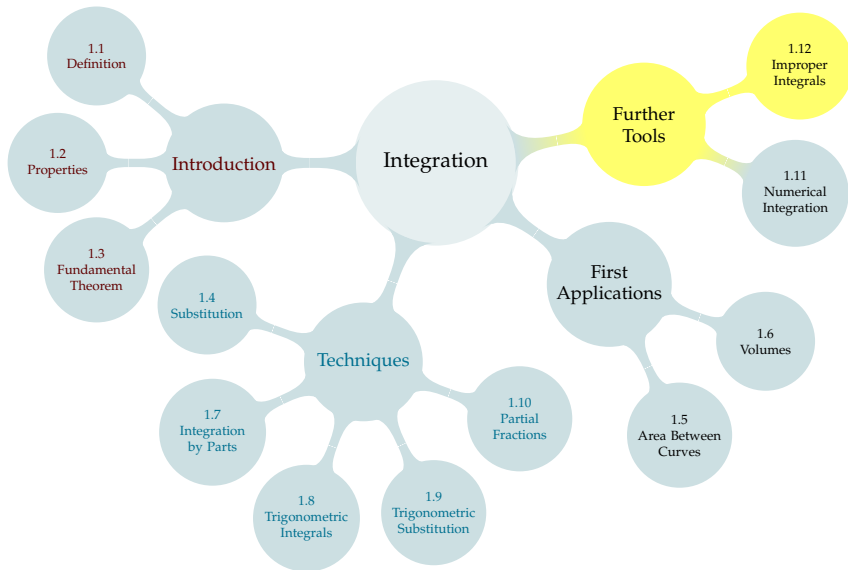 Integration
Introduction
1.1
Definition
1.2
Properties
1.3
Fundamental
Theorem
Techniques
1.4
Substitution
1.7
Integration
by Parts
1.8
Trigonometric
Integrals
1.9
Trigonometric
Substitution
1.10
Partial
Fractions
First
Applications
1.5
Area Between
Curves
1.6
Volumes
Further
Tools
1.11
Numerical
Integration
1.12
Improper
Integrals